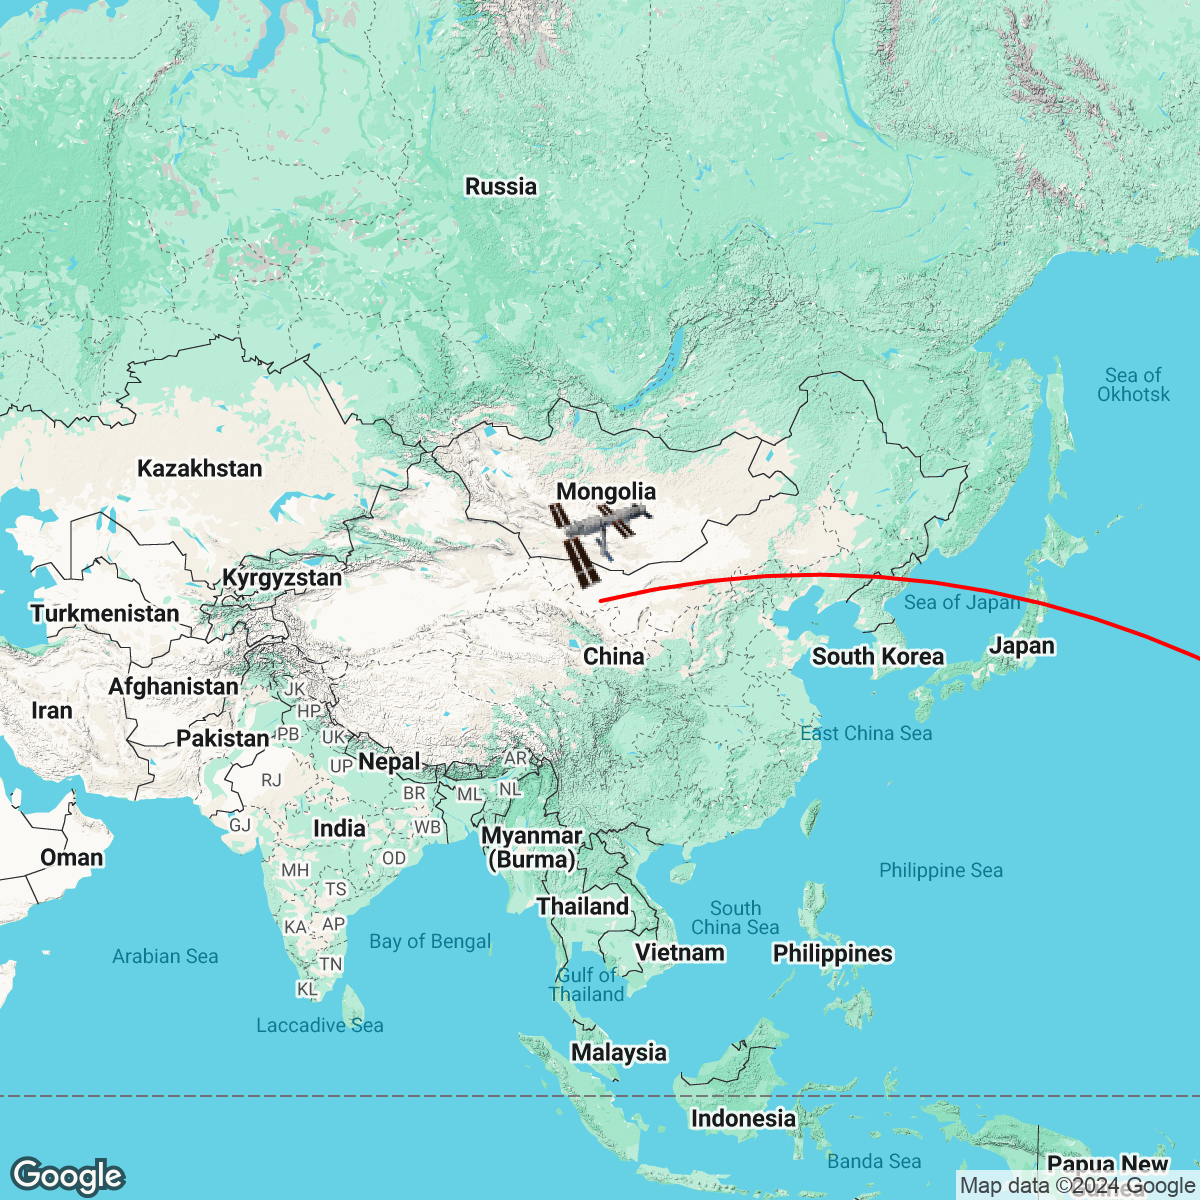 Russia
Sea of
Okhotsk
Kazakhstan
Mongolia
Kyrgyzstan
Turkmenistan
Sea of Japan
Japan
China
South Korea
Afghanistan
JK
HP
Iran
Pakistan
PB
UK
East China Sea
UP
Nepal
AR
RJ
BR
ML
NL
GJ
India
WB
Myanmar
(Burma)
Oman
OD
MH
Philippine Sea
TS
Thailand
South
China Sea
KA
AP
Bay of Bengal
Arabian Sea
TN
Vietnam
Philippines
KL
Gulf of
Thailand
Laccadive Sea
Malaysia
Indonesia
Banda Sea
Papua New
Guinea
Google
Map data ©2024 Google